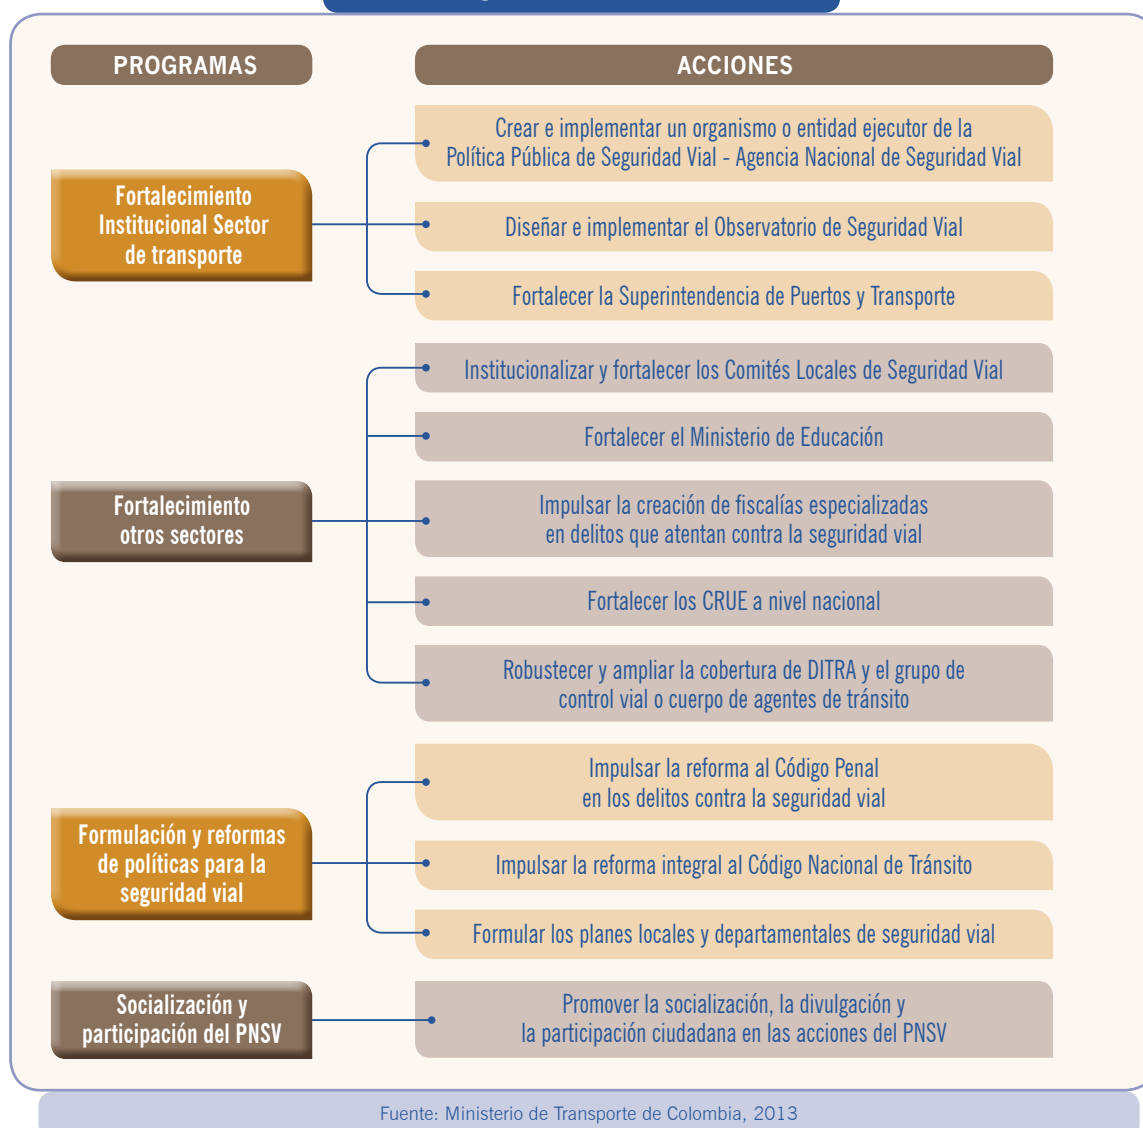 PROGRAMAS
ACCIONES
Fortalecimiento
Institucional Sector
de transporte
Crear e implementar un organismo o entidad ejecutor de la
Política Pública de Seguridad Vial - Agencia Nacional de Seguridad Vial
Diseñar e implementar el Observatorio de Seguridad Vial
Fortalecer la Superintendencia de Puertos y Transporte
Fortalecimiento
otros sectores
Institucionalizar y fortalecer los Comités Locales de Seguridad Vial
Fortalecer el Ministerio de Educación
Impulsar la creación de fiscalías especializadas
en delitos que atentan contra la seguridad vial
Fortalecer los CRUE a nivel nacional
Robustecer y ampliar la cobertura de DITRA y el grupo de
control vial o cuerpo de agentes de tránsito
Formulación y reformas
de políticas para la
seguridad vial
Impulsar la reforma al Código Penal
en los delitos contra la seguridad vial
Impulsar la reforma integral al Código Nacional de Tránsito
Formular los planes locales y departamentales de seguridad vial
Socialización y
participación del PNSV
Promover la socialización, la divulgación y
la participación ciudadana en las acciones del PNSV
Fuente: Ministerio de Transporte de Colombia, 2013